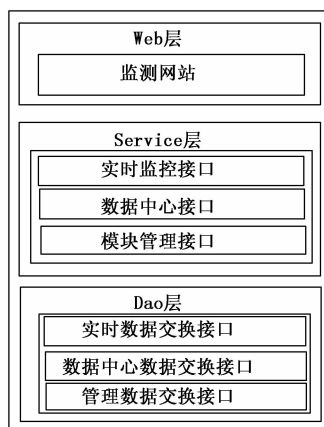 Web层
监测网站
Service层
实时监控接口
数据中心接口
模块管理接口
Dao层
实时数据交换接口
数据中心数据交换接口
管理数据交换接口